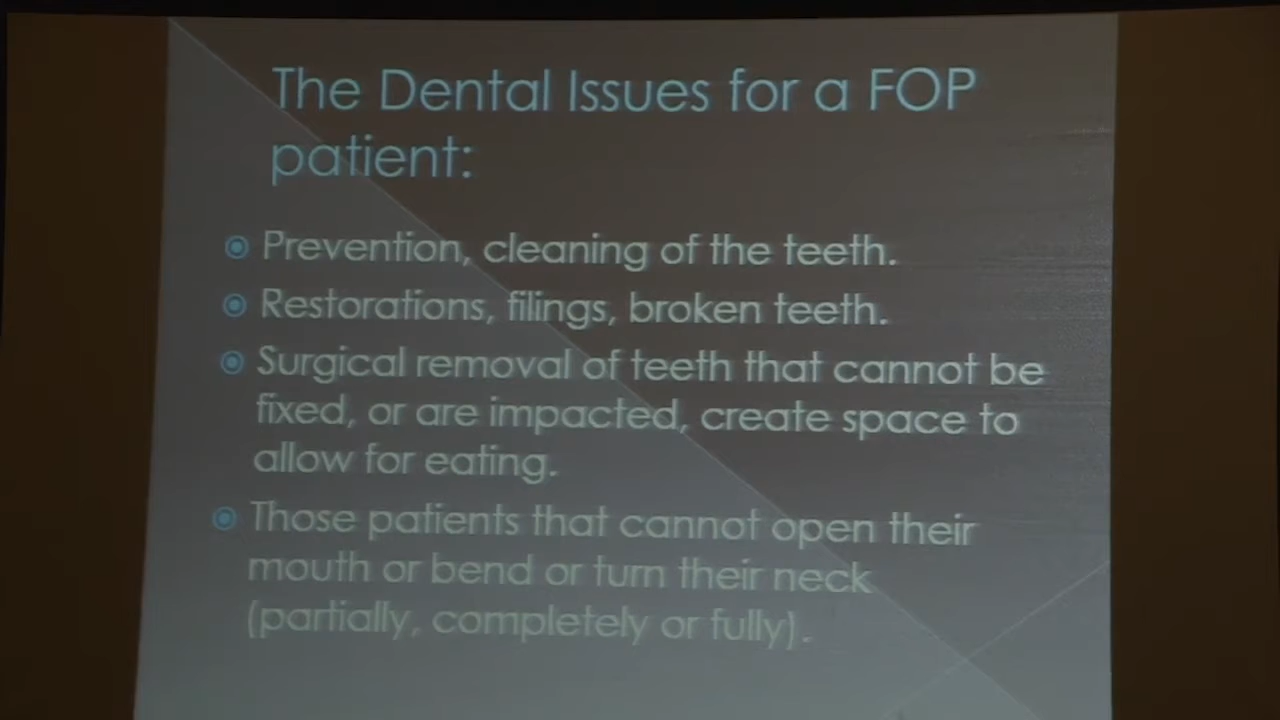 The Dental Issues for a FOP
patient:
Prevention, cleaning of the teeth.
Restorations, filings, broken teeth.
Surgical removal of teeth that cannot be
fixed, or are impacted, create space to
allow for eating.
Those patients that cannot open their
mouth or bend or turn their neck
(partially, completely or fully).